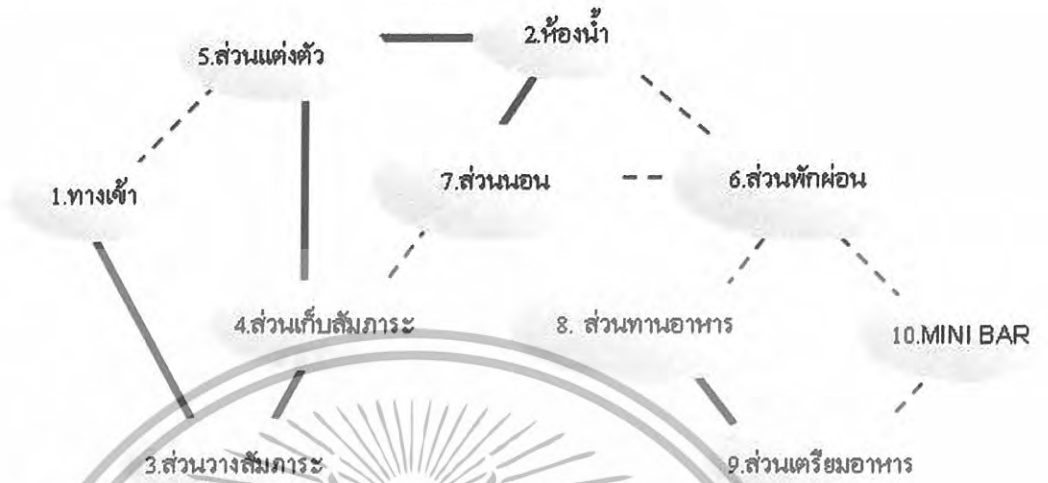 2.ห้องน้ำ
5.ส่วนแต่งตัว
1.ทางเข้า
7.ส่วนนอน
6.ส่วนพักผ่อน
4.ส่วนเก็บสัมภาระ
8. ส่วนทานอาหาร
10.MINI BAR
3.ส่วนวางสัมภาระ
9.ส่วนเตรียมอาหาร